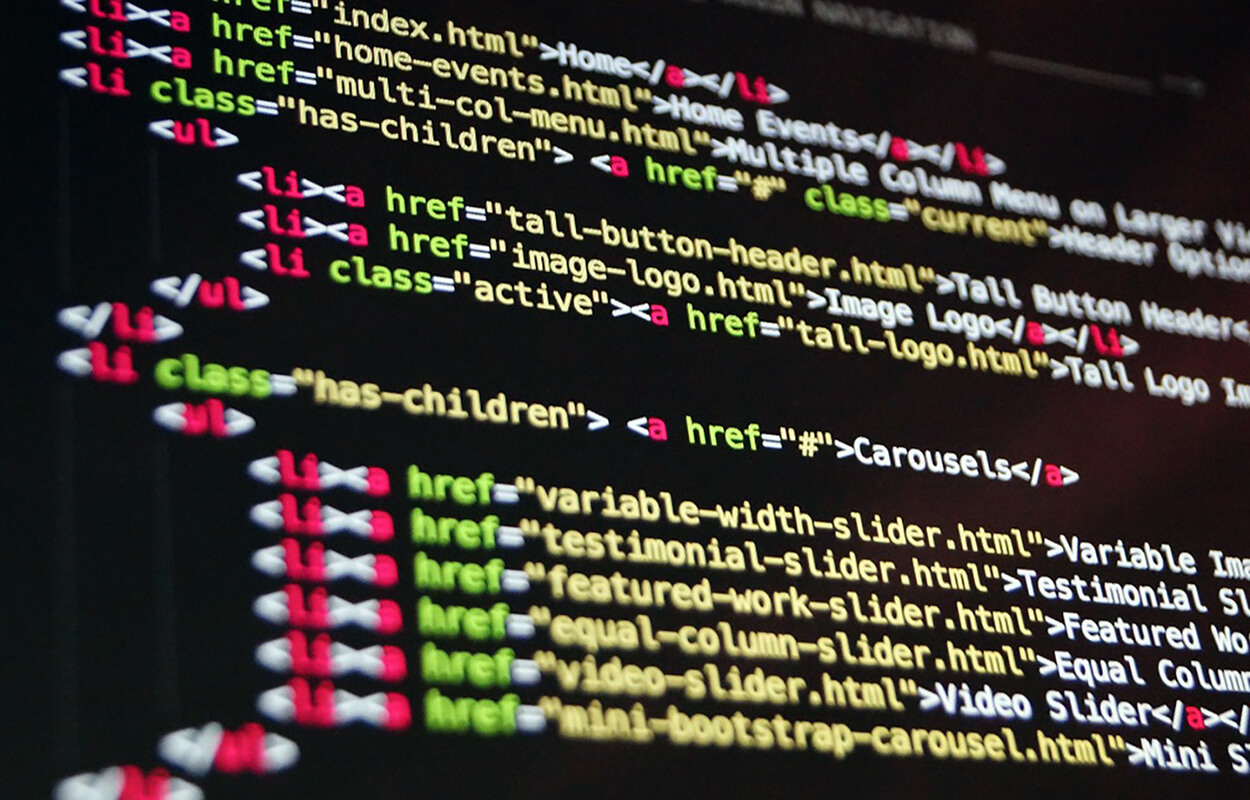 NAVIGATION
href="index.html">Home</a></li>
<li><a href="home-events.html">Home Events</a></li>
<li><a href="multi-col-menu.html">Multiple Column Menu on Larger Vi
<li class="has-children"> <a href="#" class="current">Header Option
<ul>
<li><a href="tall-button-header.html">Tall Button Header<
<li><a href="image-logo.html">Image Logo</a></li>
<li class="active"><a href="tall-logo.html">Tall Logo Im
</ul>
</li>
<li class="has-children"> <a href="#">Carousels</a>
<ul>
<li><a href="variable-width-slider.html">Variable Ima
<li><a href="testimonial-slider.html">Testimonial Sl
<li><a href="featured-work-slider.html">Featured Wo
<li><a href="equal-column-slider.html">Equal Column
<li><a href="video-slider.html">Video Slider</a></
<li><a href="mini-bootstrap-carousel.html">Mini S
</ul>
</li>